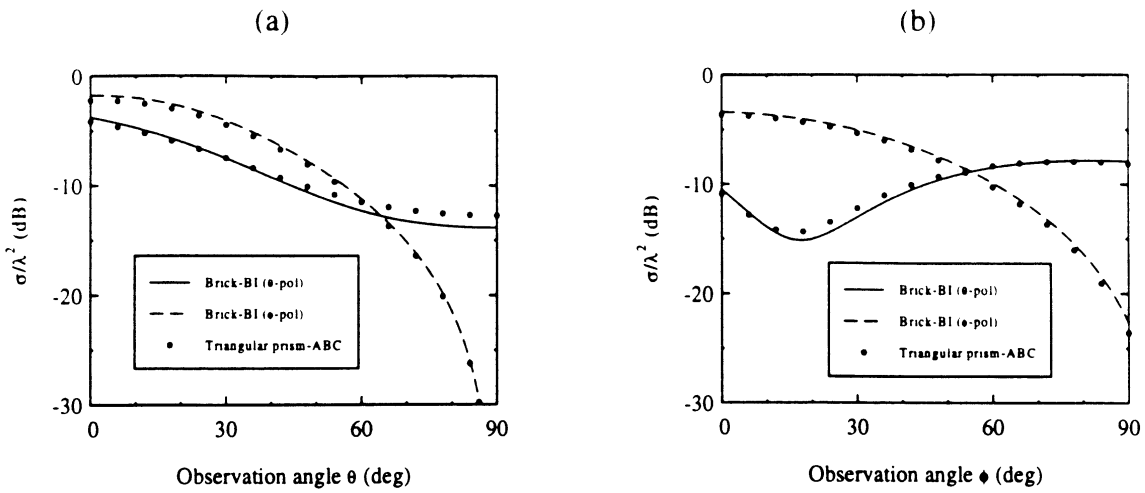 (a)
0
-10
-20
-30
σ/λ² (dB)
Brick-BI (θ-pol)
Brick-BI (φ-pol)
Triangular prism-ABC
0 30 60 90
Observation angle θ (deg)
(b)
0
-10
-20
-30
σ/λ² (dB)
Brick-BI (θ-pol)
Brick-BI (φ-pol)
Triangular prism-ABC
0 30 60 90
Observation angle φ (deg)